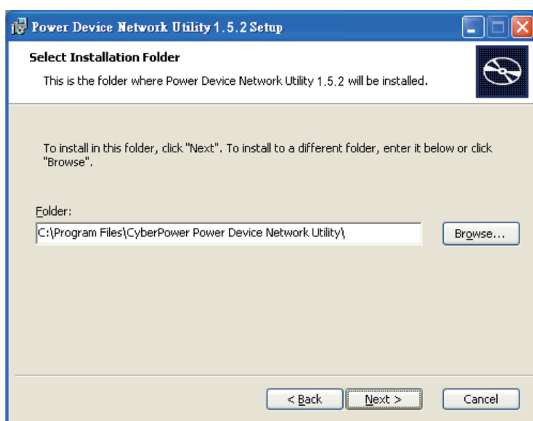 Power Device Network Utility 1.5.2 Setup
Select Installation Folder
This is the folder where Power Device Network Utility 1.5.2 will be installed.
To install in this folder, click "Next". To install to a different folder, enter it below or click
"Browse".
Folder:
C:\Program Files\CyberPower Power Device Network Utility\
Browse...
< Back
Next >
Cancel